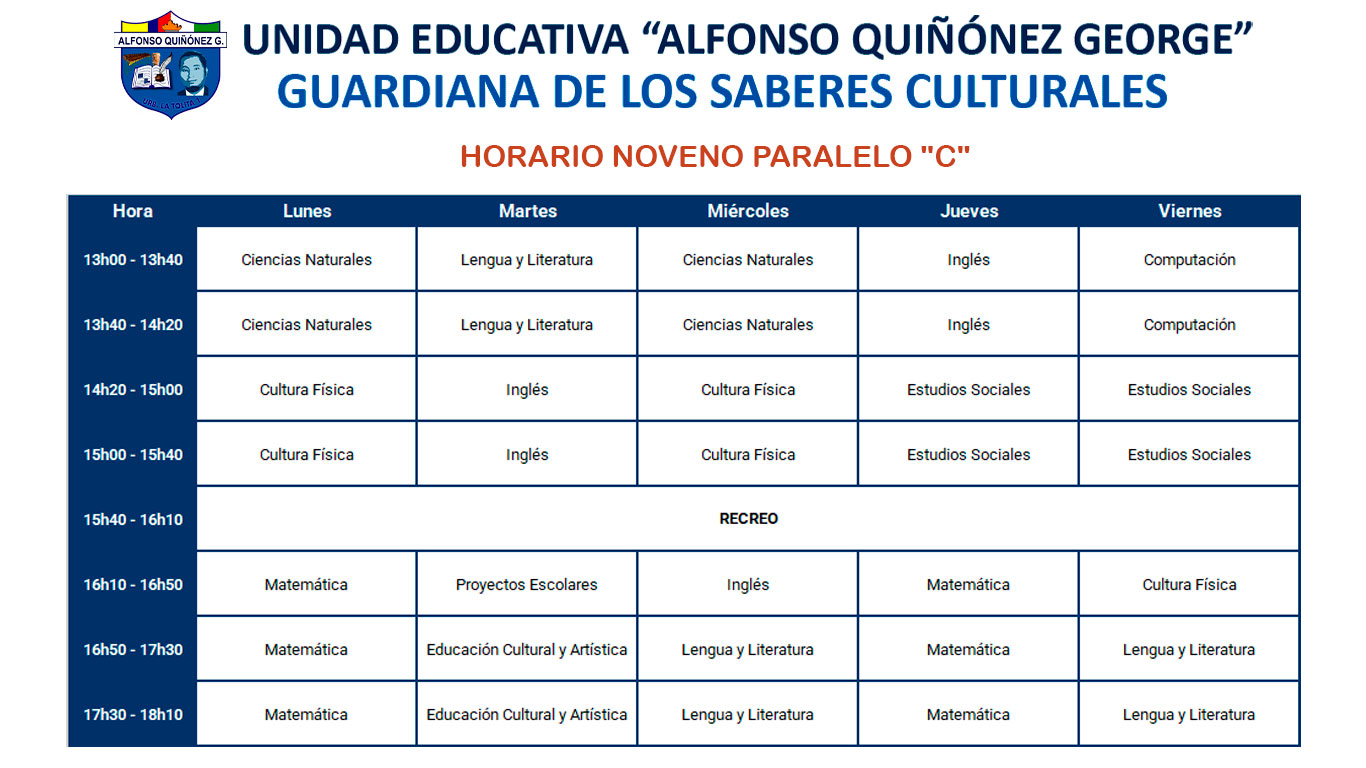 ALFONSO QUIÑÓNEZ G.
UNIDAD EDUCATIVA “ALFONSO QUIÑÓNEZ GEORGE”
GUARDIANA DE LOS SABERES CULTURALES
URB. LA TOLITA 1
HORARIO NOVENO PARALELO "C"
Hora Lunes Martes Miércoles Jueves Viernes
13h00 - 13h40 Ciencias Naturales Lengua y Literatura Ciencias Naturales Inglés Computación
13h40 - 14h20 Ciencias Naturales Lengua y Literatura Ciencias Naturales Inglés Computación
14h20 - 15h00 Cultura Física Inglés Cultura Física Estudios Sociales Estudios Sociales
15h00 - 15h40 Cultura Física Inglés Cultura Física Estudios Sociales Estudios Sociales
15h40 - 16h10 RECREO
16h10 - 16h50 Matemática Proyectos Escolares Inglés Matemática Cultura Física
16h50 - 17h30 Matemática Educación Cultural y Artística Lengua y Literatura Matemática Lengua y Literatura
17h30 - 18h10 Matemática Educación Cultural y Artística Lengua y Literatura Matemática Lengua y Literatura